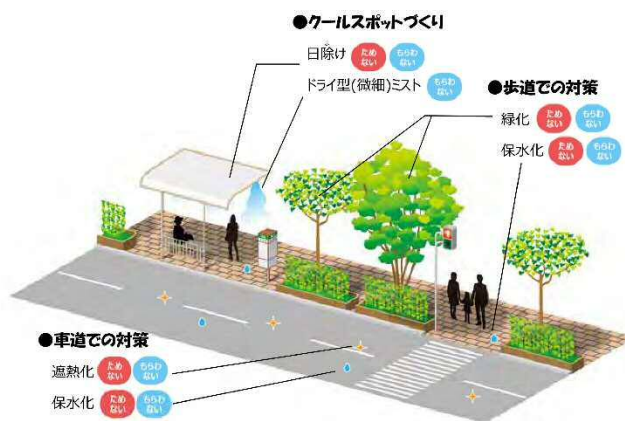 ●クールスポットづくり
日除け ため ない もらわ ない
ドライ型(微細)ミスト もらわ ない
●歩道での対策
緑化 ため ない もらわ ない
保水化 ため ない もらわ ない
●車道での対策
遮熱化 ため ない もらわ ない
保水化 ため ない もらわ ない